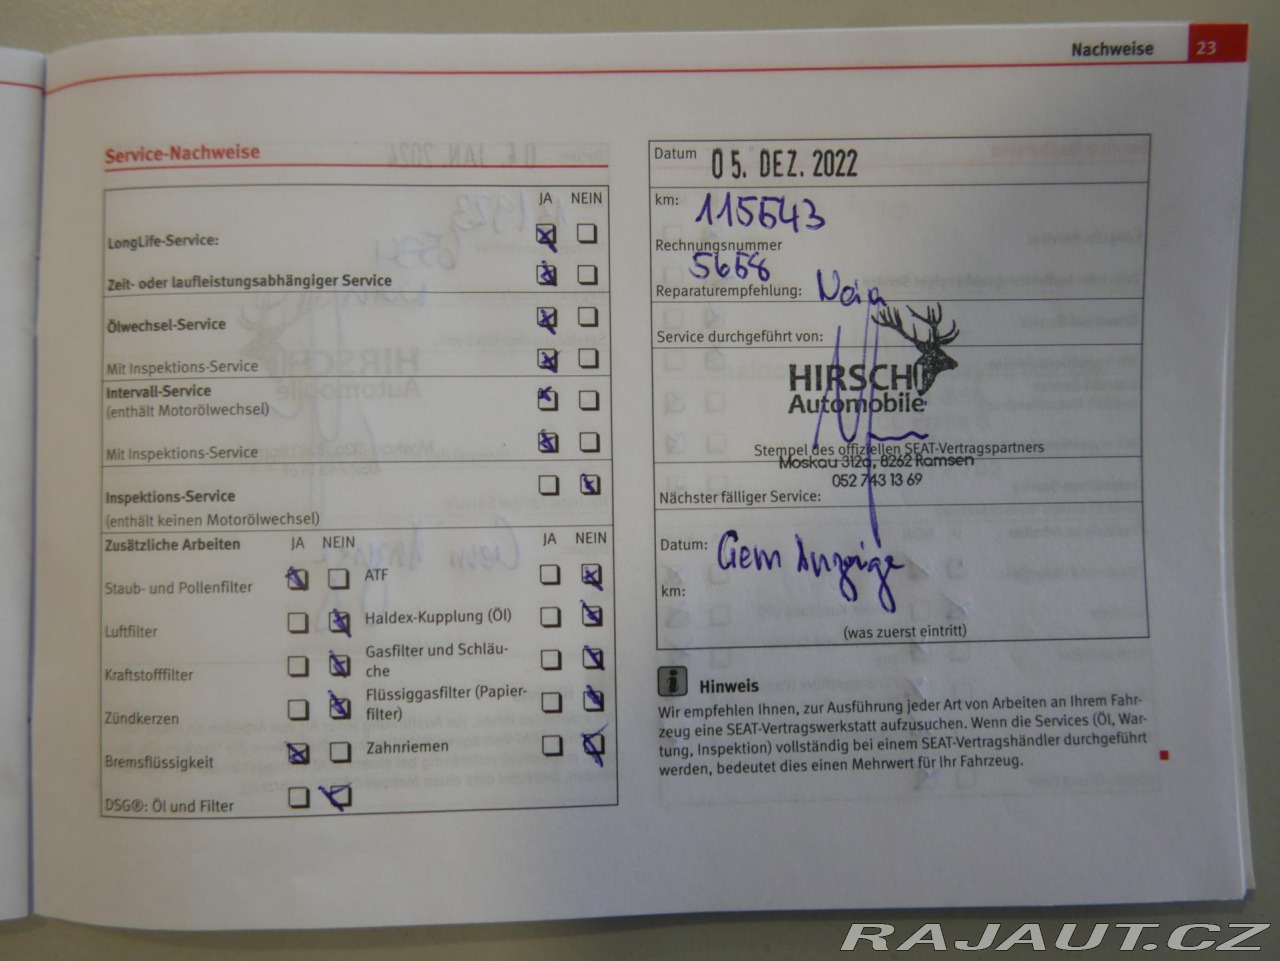 Nachweise 23
Service-Nachweise
JA NEIN
LongLife-Service:
Zeit- oder laufleistungsabhängiger Service
Ölwechsel-Service
Mit Inspektions-Service
Intervall-Service
(enthält Motorölwechsel)
Mit Inspektions-Service
Inspektions-Service
(enthält keinen Motorölwechsel)
Zusätzliche Arbeiten JA NEIN JA NEIN
Staub- und Pollenfilter ATF
Luftfilter Haldex-Kupplung (Öl)
Kraftstofffilter Gasfilter und Schläu-
che
Zündkerzen Flüssiggasfilter (Papier-
filter)
Bremsflüssigkeit Zahnriemen
DSG®: Öl und Filter
Datum 05. DEZ. 2022
km: 115543
Rechnungsnummer
5658
Reparaturempfehlung: Nein
Service durchgeführt von:
HIRSCH
Automobile
Stempel des offiziellen SEAT-Vertragspartners
Moskau 312a, 8262 Ramsen
052 743 13 69
Nächster fälliger Service:
Datum: Gem Anzeige
km:
(was zuerst eintritt)
i Hinweis
Wir empfehlen Ihnen, zur Ausführung jeder Art von Arbeiten an Ihrem Fahr-
zeug eine SEAT-Vertragswerkstatt aufzusuchen. Wenn die Services (Öl, War-
tung, Inspektion) vollständig bei einem SEAT-Vertragshändler durchgeführt
werden, bedeutet dies einen Mehrwert für Ihr Fahrzeug.
RAJAUT.CZ